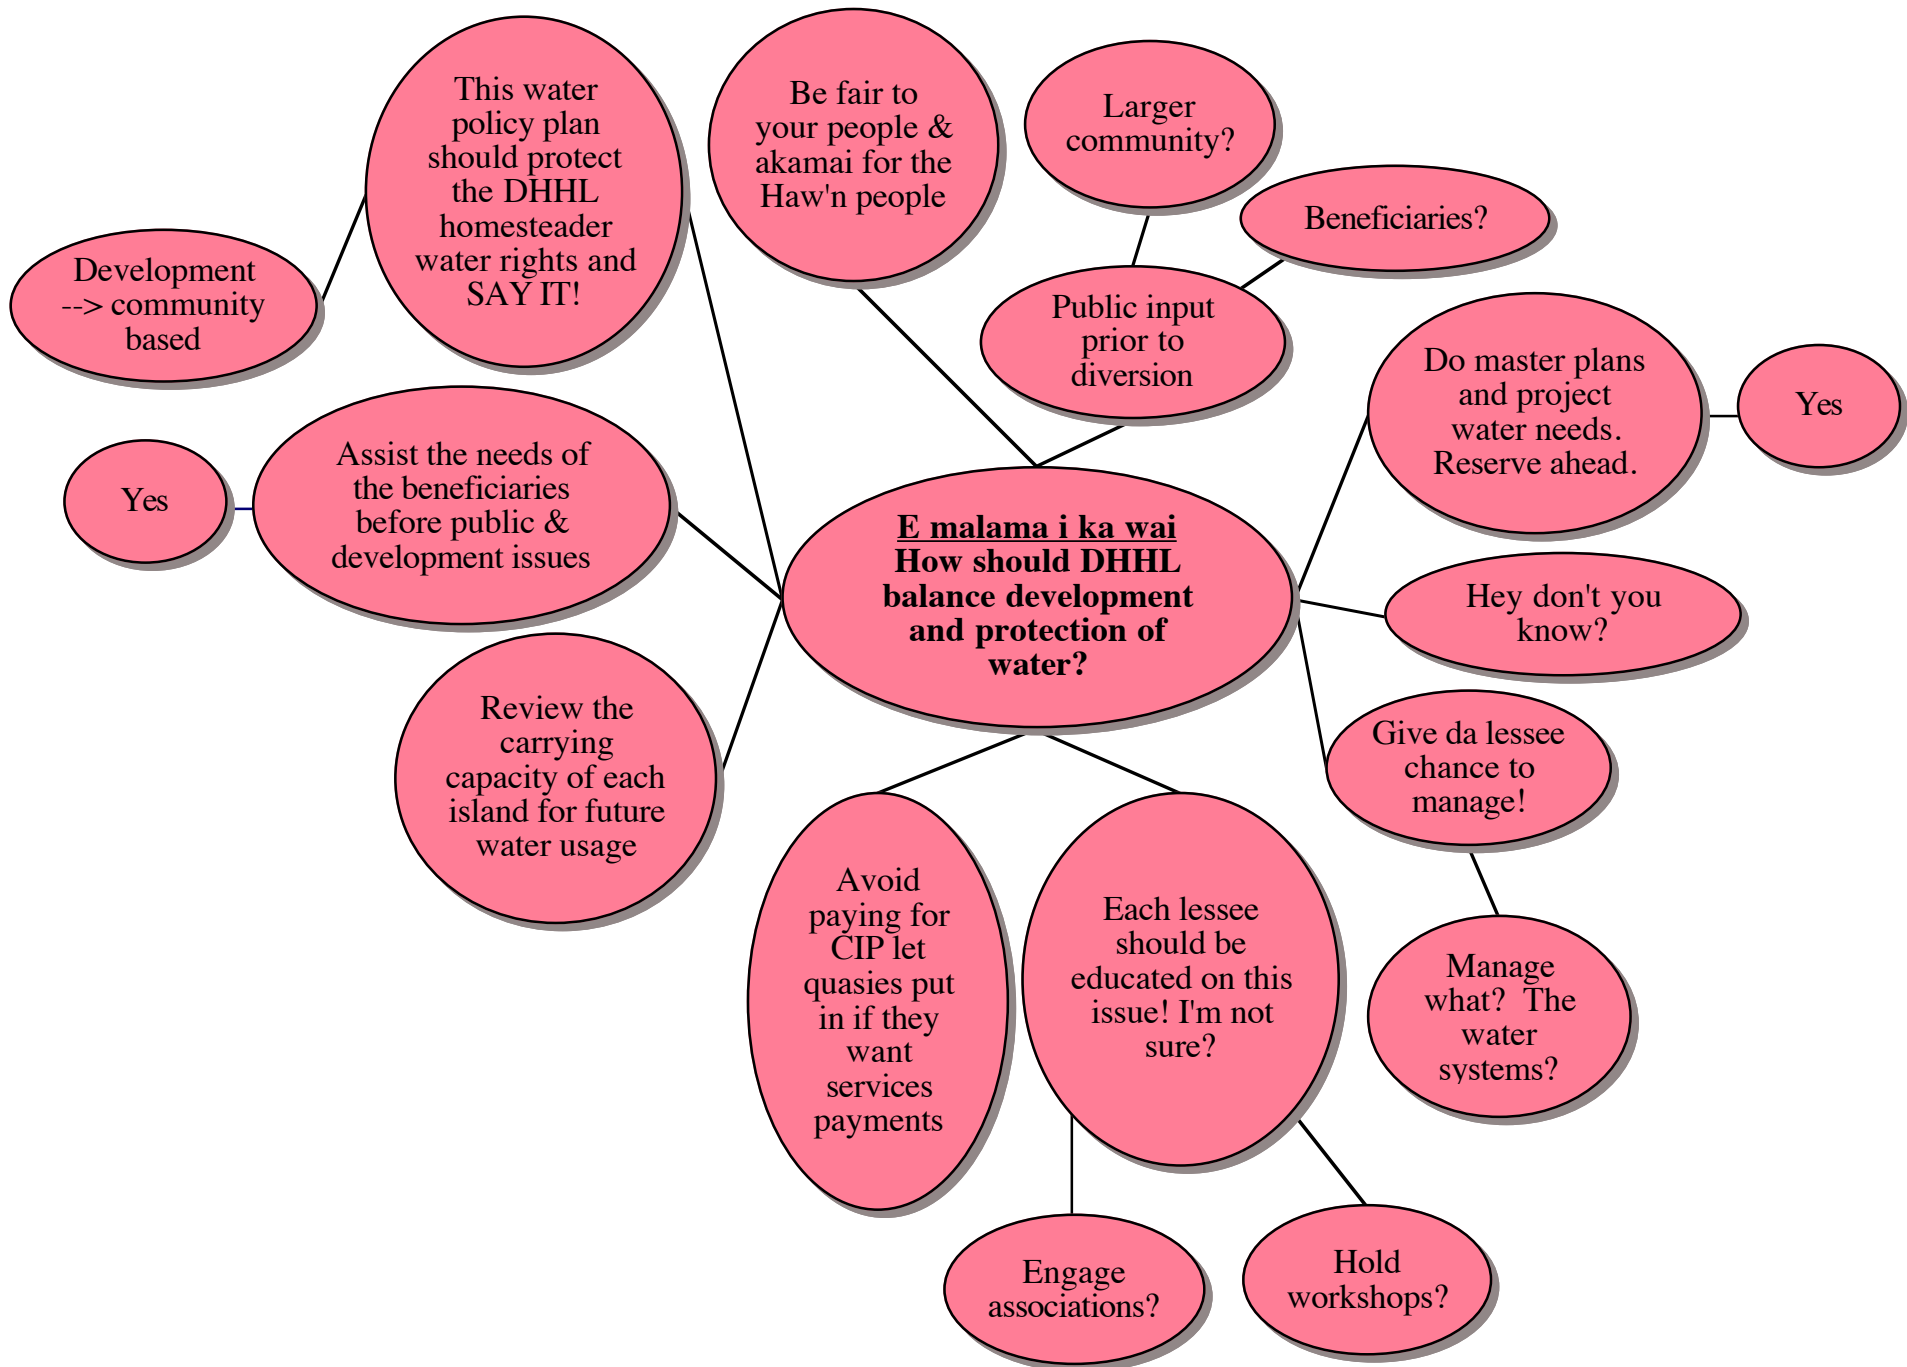 This water
policy plan
should protect
the DHHL
homesteader
water rights and
SAY IT!
Be fair to
your people &
akamai for the
Haw'n people
Larger
community?
Beneficiaries?
Development
--> community
based
Public input
prior to
diversion
Do master plans
and project
water needs.
Reserve ahead.
Yes
Yes
Assist the needs of
the beneficiaries
before public &
development issues
E malama i ka wai
How should DHHL
balance development
and protection of
water?
Hey don't you
know?
Review the
carrying
capacity of each
island for future
water usage
Give da lessee
chance to
manage!
Avoid
paying for
CIP let
quasies put
in if they
want
services
payments
Each lessee
should be
educated on this
issue! I'm not
sure?
Manage
what?  The
water
systems?
Engage
associations?
Hold
workshops?